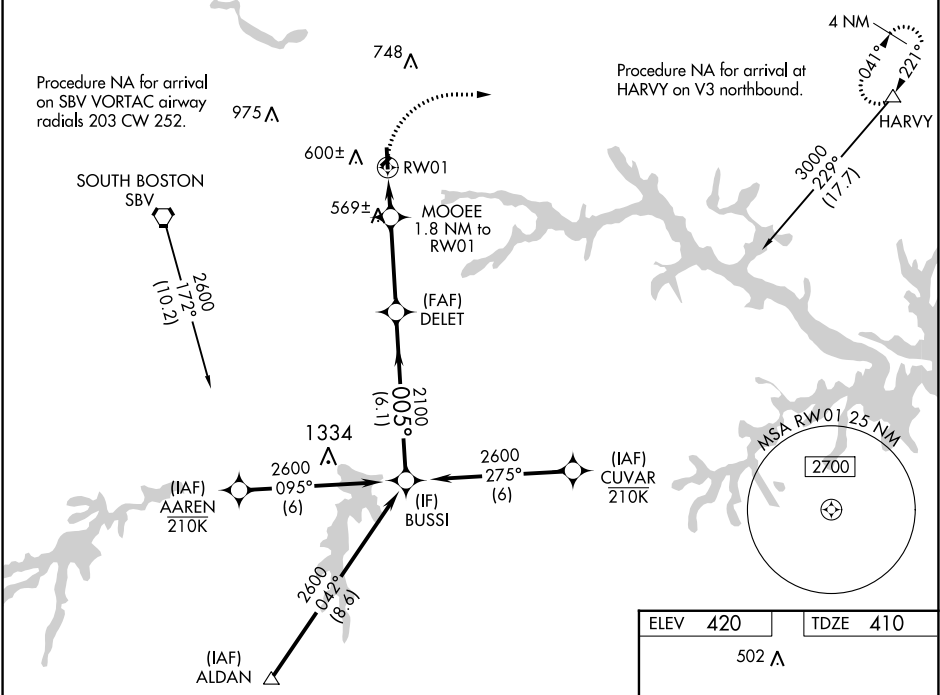 748
4 NM
041°
221°
HARVY
Procedure NA for arrival
on SBV VORTAC airway
radials 203 CW 252.
975
Procedure NA for arrival at
HARVY on V3 northbound.
3000
229°
(17.7)
600±
RW01
SOUTH BOSTON
SBV
569±
MOOEE
1.8 NM to
RW01
2600
172°
(10.2)
(FAF)
DELET
2100
005°
(6.1)
1334
MSA RW01 25 NM
2700
(IAF)
AAREN
210K
2600
095°
(6)
(IF)
BUSSI
2600
275°
(6)
(IAF)
CUVAR
210K
2600
042°
(8.6)
(IAF)
ALDAN
ELEV 420
TDZE 410
502